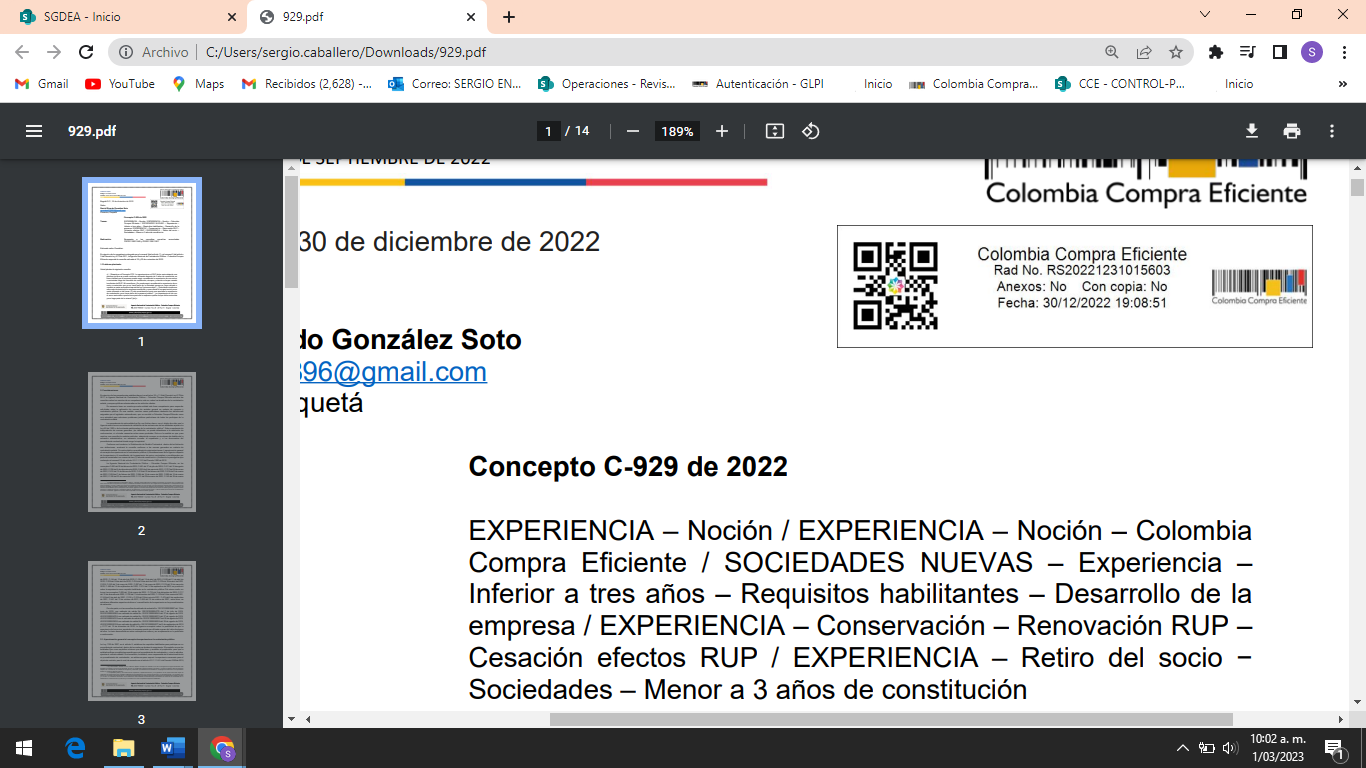 SGDEA - Inicio
929.pdf
Archivo C:/Users/sergio.caballero/Downloads/929.pdf
S
Gmail YouTube Maps Recibidos (2,628) -... Correo: SERGIO EN... Operaciones - Revis... Autenticación - GLPI Inicio Colombia Compra... CCE - CONTROL-P... Inicio »
929.pdf 1 / 14 189%
DE SEPTIEMBRE DE 2022
Colombia Compra Eficiente
30 de diciembre de 2022
Colombia Compra Eficiente
Rad No. RS20221231015603
Anexos: No Con copia: No
Fecha: 30/12/2022 19:08:51
Colombia Compra Eficiente
do González Soto
396@gmail.com
quetá
Concepto C-929 de 2022
EXPERIENCIA – Noción / EXPERIENCIA – Noción – Colombia
Compra Eficiente / SOCIEDADES NUEVAS – Experiencia –
Inferior a tres años – Requisitos habilitantes – Desarrollo de la
empresa / EXPERIENCIA – Conservación – Renovación RUP –
Cesación efectos RUP / EXPERIENCIA – Retiro del socio −
Sociedades – Menor a 3 años de constitución
1
2
3
10:02 a. m.
1/03/2023
1